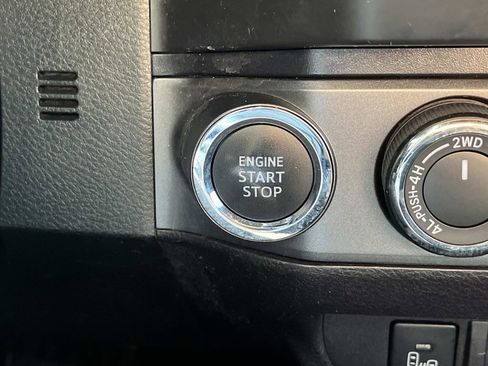 ENGINE
START
STOP
2WD
4L-PUSH-4H